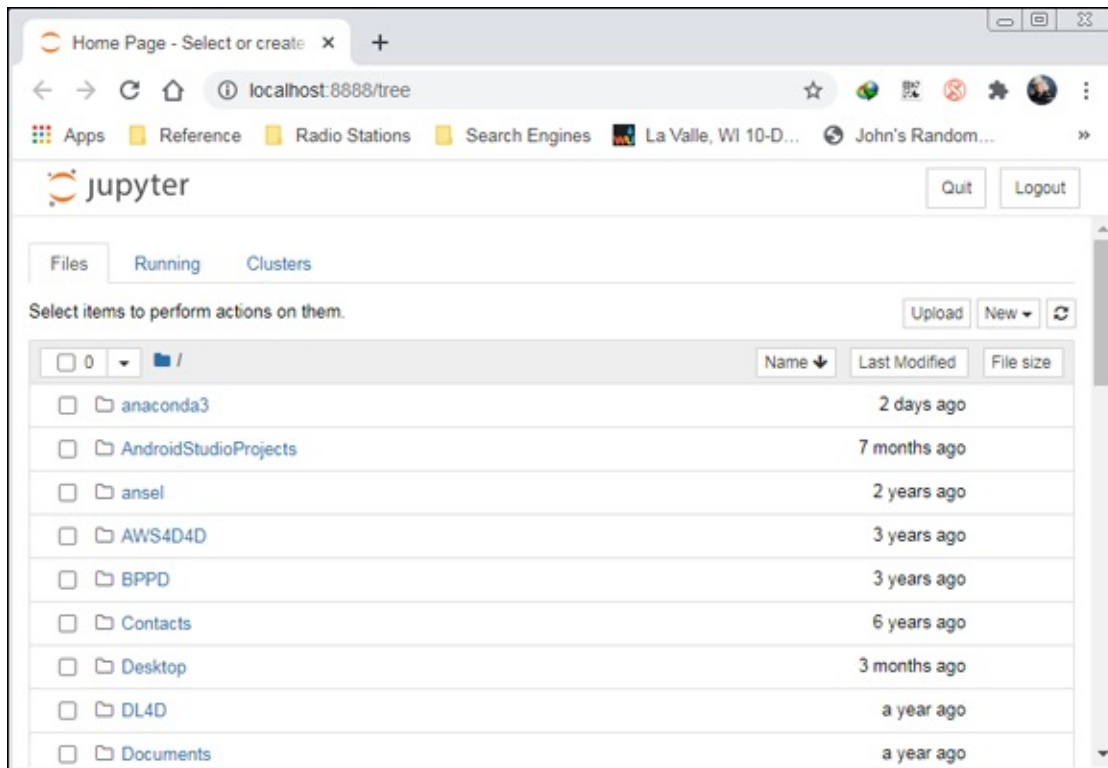 Home Page - Select or create
localhost:8888/tree
Apps Reference Radio Stations Search Engines La Valle, WI 10-D... John's Random... »
jupyter Quit Logout
Files Running Clusters
Select items to perform actions on them. Upload New
0 / Name Last Modified File size
anaconda3 2 days ago
AndroidStudioProjects 7 months ago
ansel 2 years ago
AWS4D4D 3 years ago
BPPD 3 years ago
Contacts 6 years ago
Desktop 3 months ago
DL4D a year ago
Documents a year ago